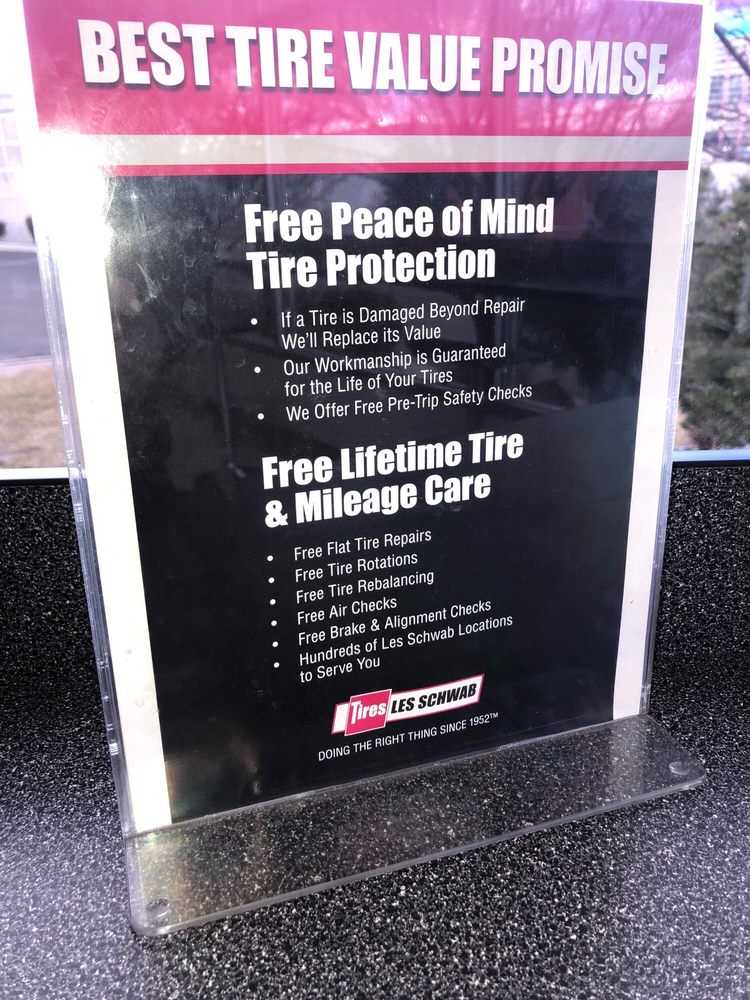 BEST TIRE VALUE PROMISE
Free Peace of Mind
Tire Protection
• If a Tire is Damaged Beyond Repair
We'll Replace its Value
• Our Workmanship is Guaranteed
for the Life of Your Tires
• We Offer Free Pre-Trip Safety Checks
Free Lifetime Tire
& Mileage Care
• Free Flat Tire Repairs
• Free Tire Rotations
• Free Tire Rebalancing
• Free Air Checks
• Free Brake & Alignment Checks
• Hundreds of Les Schwab Locations
to Serve You
Tires LES SCHWAB
DOING THE RIGHT THING SINCE 1952™